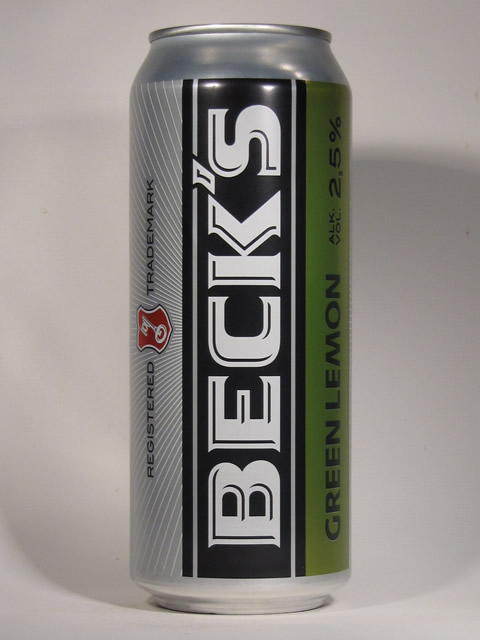 REGISTERED TRADEMARK
BECK'S
GREEN LEMON
ALK.
VOL. 2,5%